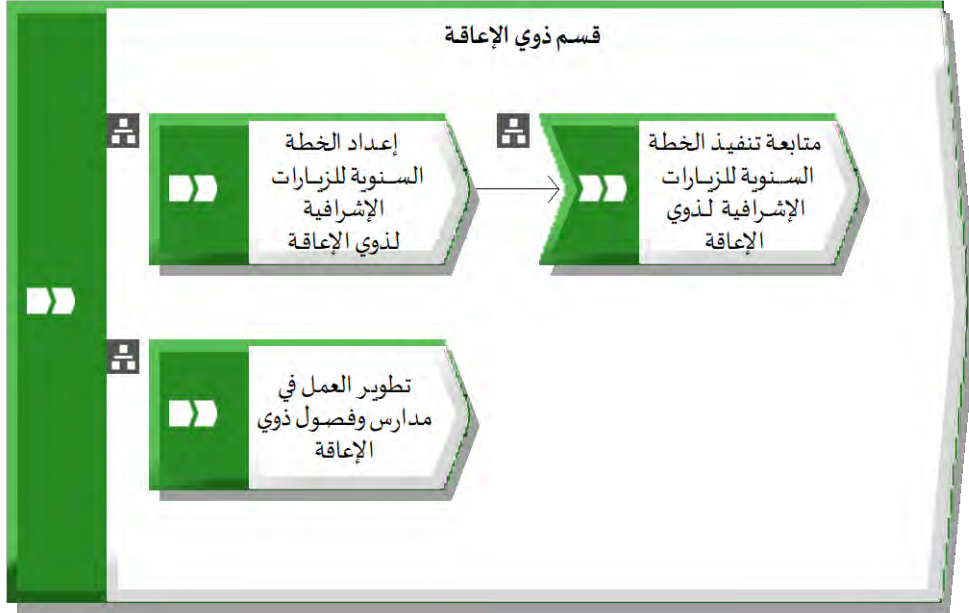 قسم ذوي الإعاقة
إعداد الخطة
السنوية للزيارات
الإشرافية
لذوي الإعاقة
متابعة تنفيذ الخطة
السنوية للزيارات
الإشرافية لذوي
الإعاقة
تطوير العمل في
مدارس وفصول ذوي
الإعاقة